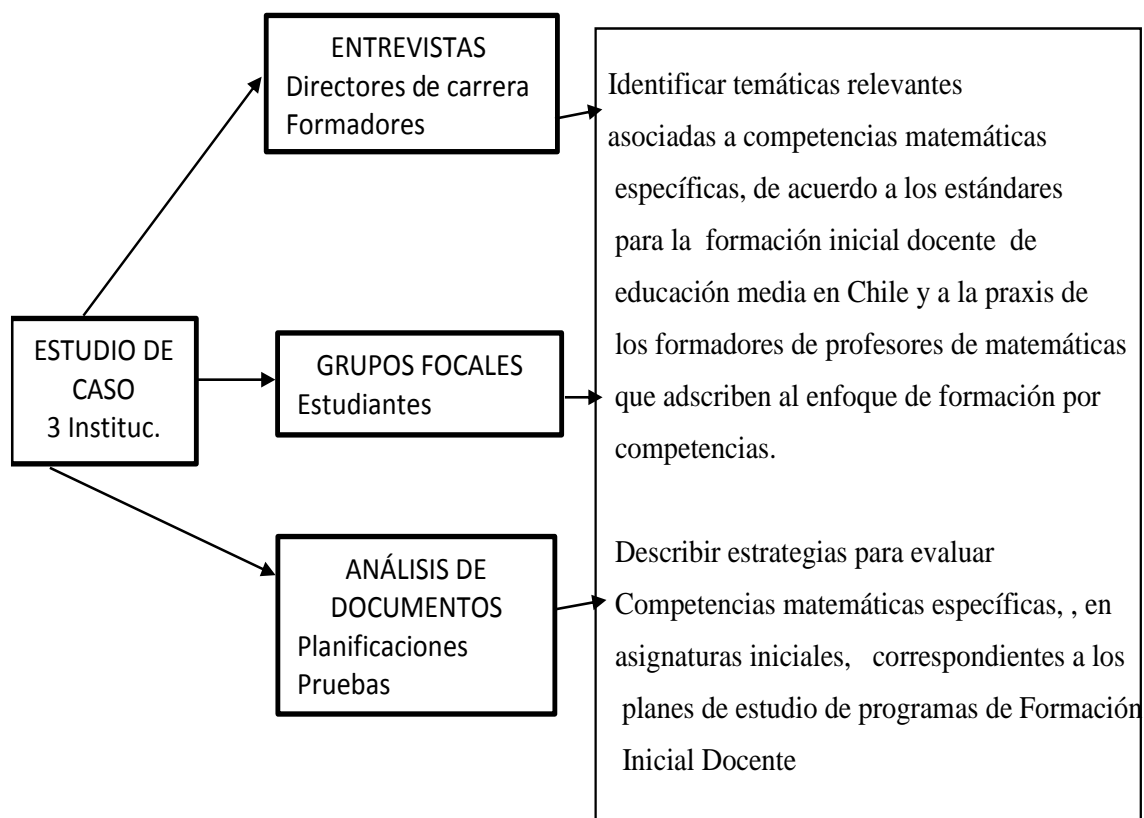 ESTUDIO DE
CASO
3 Instituc.
ENTREVISTAS
Directores de carrera
Formadores
GRUPOS FOCALES
Estudiantes
ANÁLISIS DE
DOCUMENTOS
Planificaciones
Pruebas
Identificar temáticas relevantes
asociadas a competencias matemáticas
específicas, de acuerdo a los estándares
para la formación inicial docente de
educación media en Chile y a la praxis de
los formadores de profesores de matemáticas
que adscriben al enfoque de formación por
competencias.
Describir estrategias para evaluar
Competencias matemáticas específicas, , en
asignaturas iniciales, correspondientes a los
planes de estudio de programas de Formación
Inicial Docente